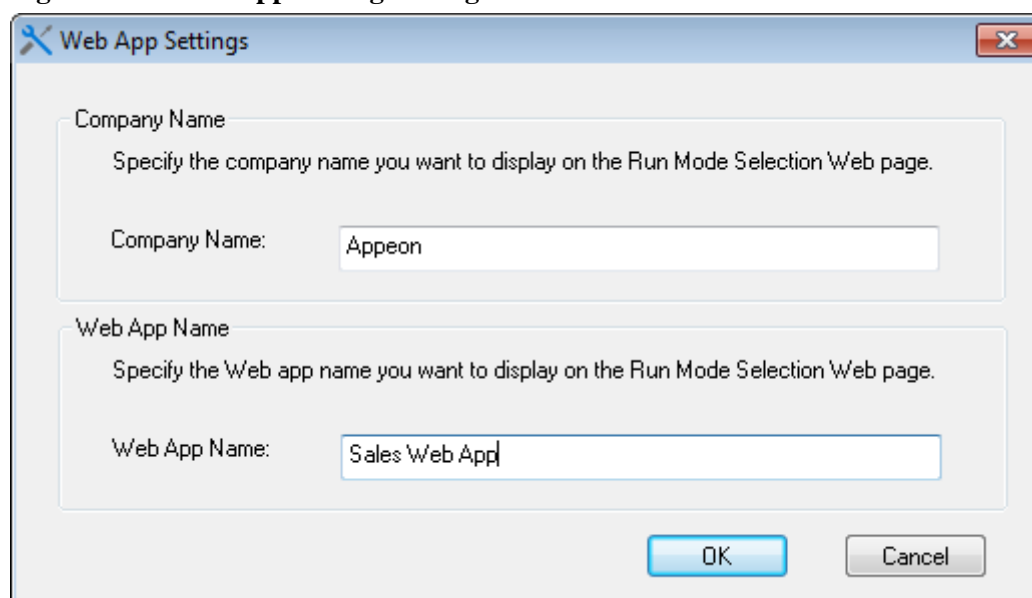 Web App Settings
Company Name
Specify the company name you want to display on the Run Mode Selection Web page.
Company Name: Appeon
Web App Name
Specify the Web app name you want to display on the Run Mode Selection Web page.
Web App Name: Sales Web App
OK Cancel